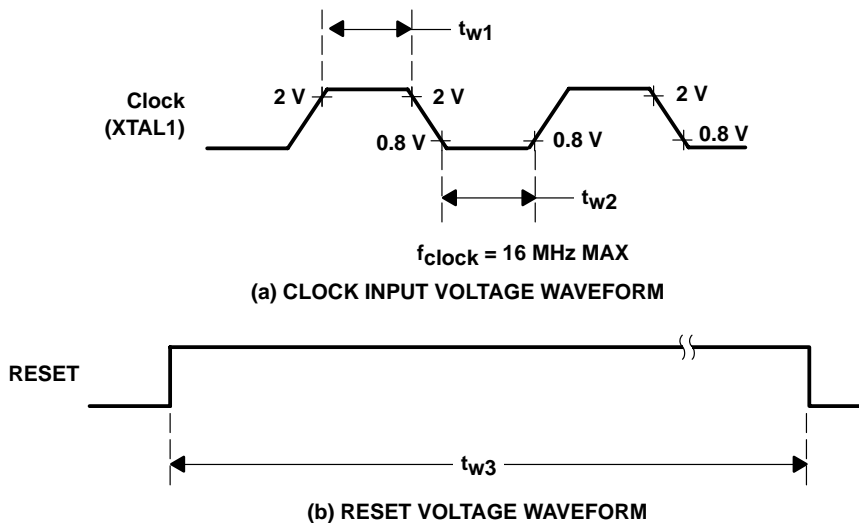 tw1
Clock
(XTAL1)
2 V
2 V
2 V
0.8 V
0.8 V
0.8 V
tw2
fclock = 16 MHz MAX
(a) CLOCK INPUT VOLTAGE WAVEFORM
RESET
tw3
(b) RESET VOLTAGE WAVEFORM